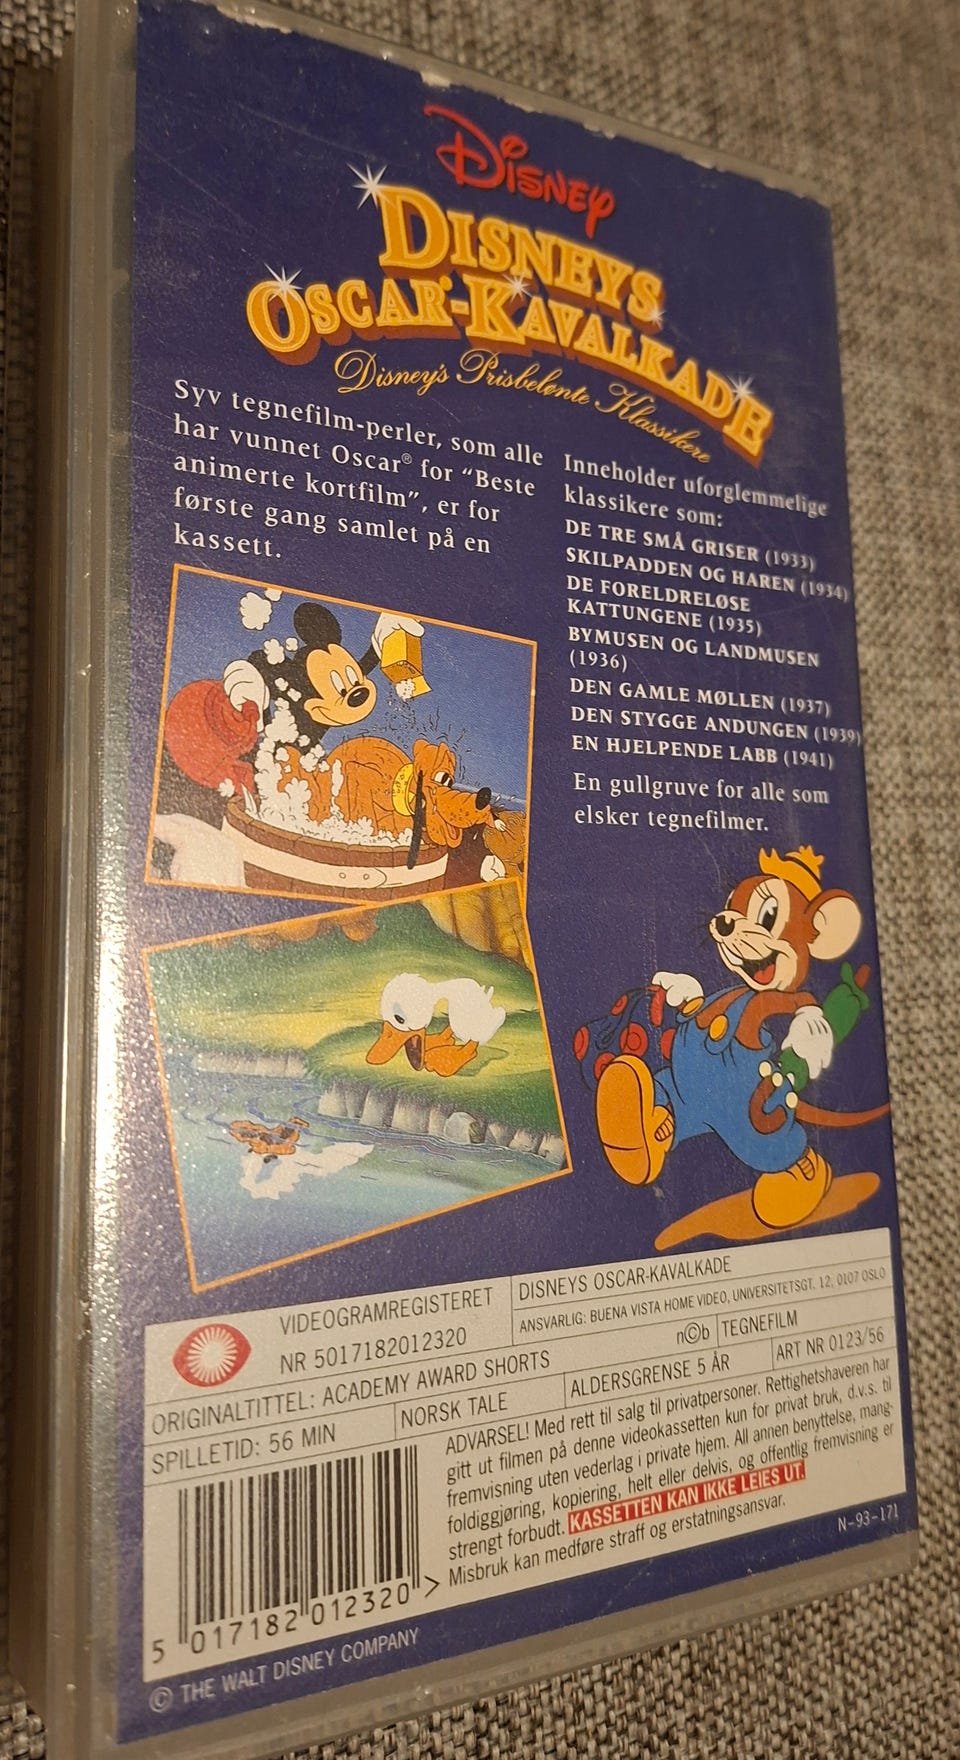 Disney
DISNEYS
OSCAR®-KAVALKADE
Disney's Prisbelønte Klassikere
Syv tegnefilm-perler, som alle
har vunnet Oscar® for “Beste
animerte kortfilm”, er for
første gang samlet på en
kassett.
Inneholder uforglemmelige
klassikere som:
DE TRE SMÅ GRISER (1933)
SKILPADDEN OG HAREN (1934)
DE FORELDRELØSE
KATTUNGENE (1935)
BYMUSEN OG LANDMUSEN
(1936)
DEN GAMLE MØLLEN (1937)
DEN STYGGE ANDUNGEN (1939)
EN HJELPENDE LABB (1941)
En gullgruve for alle som
elsker tegnefilmer.
VIDEOGRAMREGISTERET
NR 5017182012320
DISNEYS OSCAR-KAVALKADE
ANSVARLIG: BUENA VISTA HOME VIDEO, UNIVERSITETSGT. 12, 0107 OSLO
n©b TEGNEFILM
ORIGINALTITTEL: ACADEMY AWARD SHORTS
ART NR 0123/56
SPILLETID: 56 MIN
NORSK TALE
ALDERSGRENSE 5 ÅR
ADVARSEL! Med rett til salg til privatpersoner. Rettighetshaveren har
gitt ut filmen på denne videokassetten kun for privat bruk, d.v.s. til
fremvisning uten vederlag i private hjem. All annen benyttelse, mang-
foldiggjøring, kopiering, helt eller delvis, og offentlig fremvisning er
strengt forbudt. KASSETTEN KAN IKKE LEIES UT.
Misbruk kan medføre straff og erstatningsansvar.
N-93-171
5 017182 012320 >
© THE WALT DISNEY COMPANY